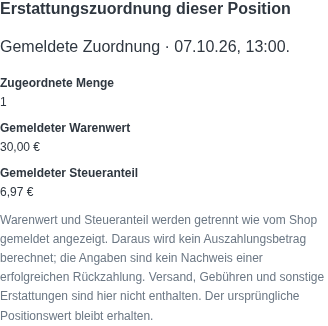 Erstattungszuordnung dieser Position
Gemeldete Zuordnung · 07.10.26, 13:00.
Zugeordnete Menge
1
Gemeldeter Warenwert
30,00 €
Gemeldeter Steueranteil
6,97 €
Warenwert und Steueranteil werden getrennt wie vom Shop
gemeldet angezeigt. Daraus wird kein Auszahlungsbetrag
berechnet; die Angaben sind kein Nachweis einer
erfolgreichen Rückzahlung. Versand, Gebühren und sonstige
Erstattungen sind hier nicht enthalten. Der ursprüngliche
Positionswert bleibt erhalten.